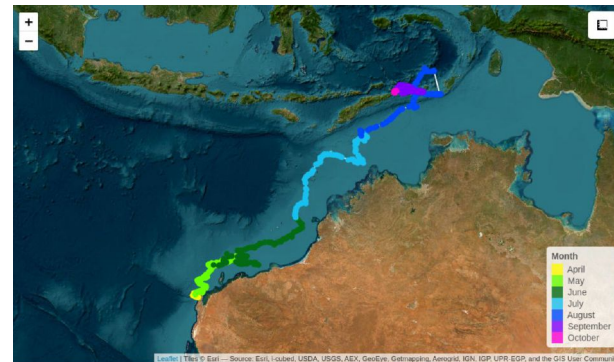 +
−
Month
April
May
June
July
August
September
October
Leaflet | Tiles © Esri — Source: Esri, i-cubed, USDA, USGS, AEX, GeoEye, Getmapping, Aerogrid, IGN, IGP, UPR-EGP, and the GIS User Commun